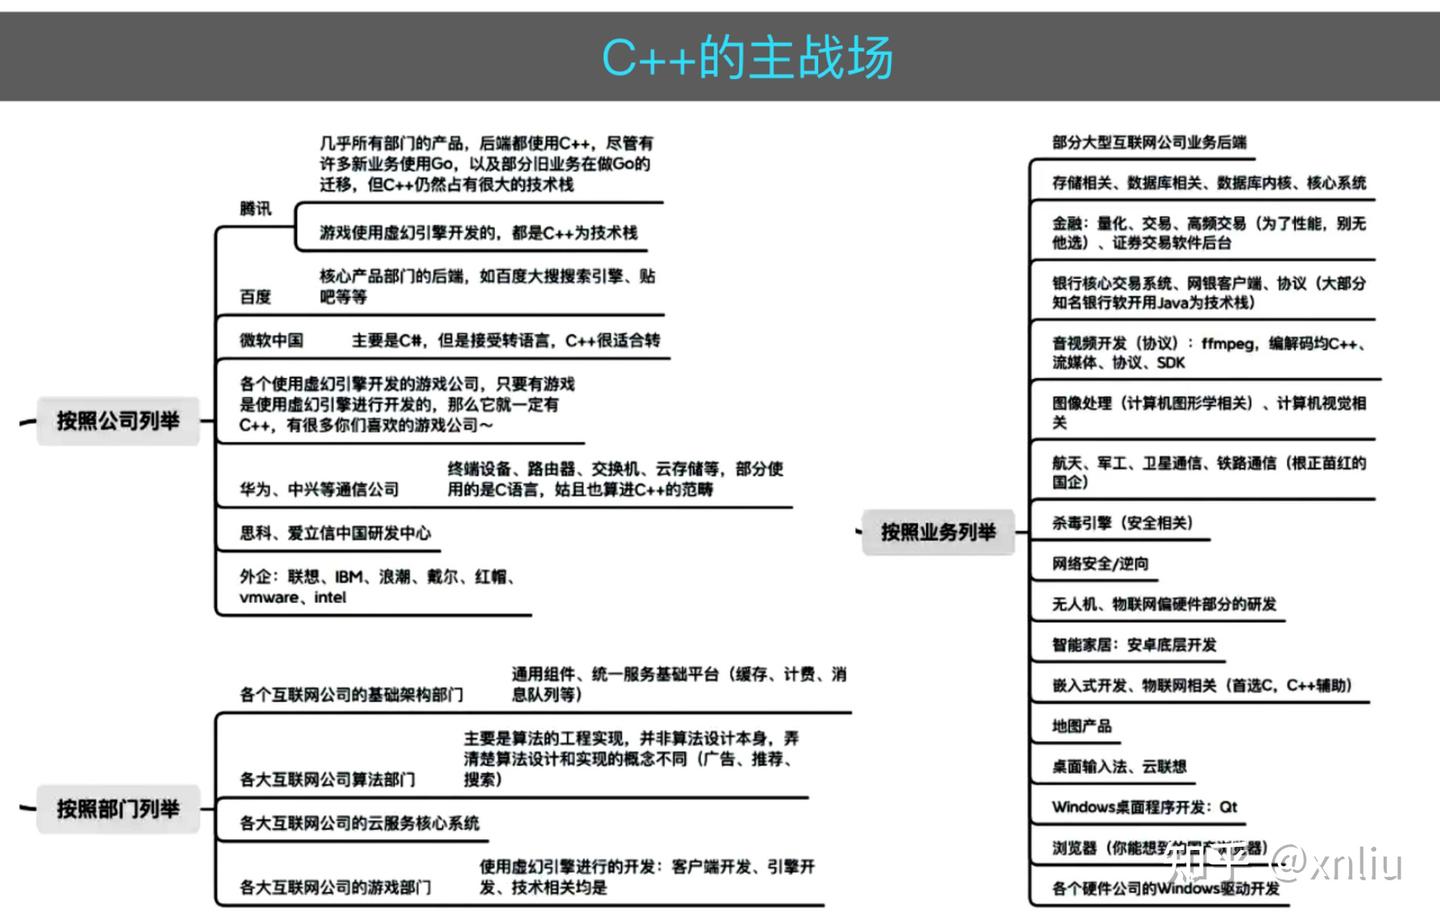 C++的主战场
几乎所有部门的产品，后端都使用C++，尽管有
许多新业务使用Go，以及部分旧业务在做Go的
迁移，但C++仍然占有很大的技术栈
腾讯
游戏使用虚幻引擎开发的，都是C++为技术栈
核心产品部门的后端，如百度大搜搜索引擎、贴
吧等等
百度
微软中国
主要是C#，但是接受转语言，C++很适合转
各个使用虚幻引擎开发的游戏公司，只要有游戏
是使用虚幻引擎进行开发的，那么它就一定有
C++，有很多你们喜欢的游戏公司～
按照公司列举
终端设备、路由器、交换机、云存储等，部分使
用的是C语言，姑且也算进C++的范畴
华为、中兴等通信公司
思科、爱立信中国研发中心
外企：联想、IBM、浪潮、戴尔、红帽、
vmware、intel
通用组件、统一服务基础平台（缓存、计费、消
息队列等）
各个互联网公司的基础架构部门
主要是算法的工程实现，并非算法设计本身，弄
清楚算法设计和实现的概念不同（广告、推荐、
搜索）
各大互联网公司算法部门
按照部门列举
各大互联网公司的云服务核心系统
使用虚幻引擎进行的开发：客户端开发、引擎开
发、技术相关均是
各大互联网公司的游戏部门
部分大型互联网公司业务后端
存储相关、数据库相关、数据库内核、核心系统
金融：量化、交易、高频交易（为了性能，别无
他选）、证券交易软件后台
银行核心交易系统、网银客户端、协议（大部分
知名银行软开用Java为技术栈）
音视频开发（协议）：ffmpeg，编解码均C++、
流媒体、协议、SDK
图像处理（计算机图形学相关）、计算机视觉相
关
航天、军工、卫星通信、铁路通信（根正苗红的
国企）
杀毒引擎（安全相关）
按照业务列举
网络安全/逆向
无人机、物联网偏硬件部分的研发
智能家居：安卓底层开发
嵌入式开发、物联网相关（首选C，C++辅助）
地图产品
桌面输入法、云联想
Windows桌面程序开发：Qt
浏览器（你能想到的国产浏览器）
各个硬件公司的Windows驱动开发
知乎 @xnliu